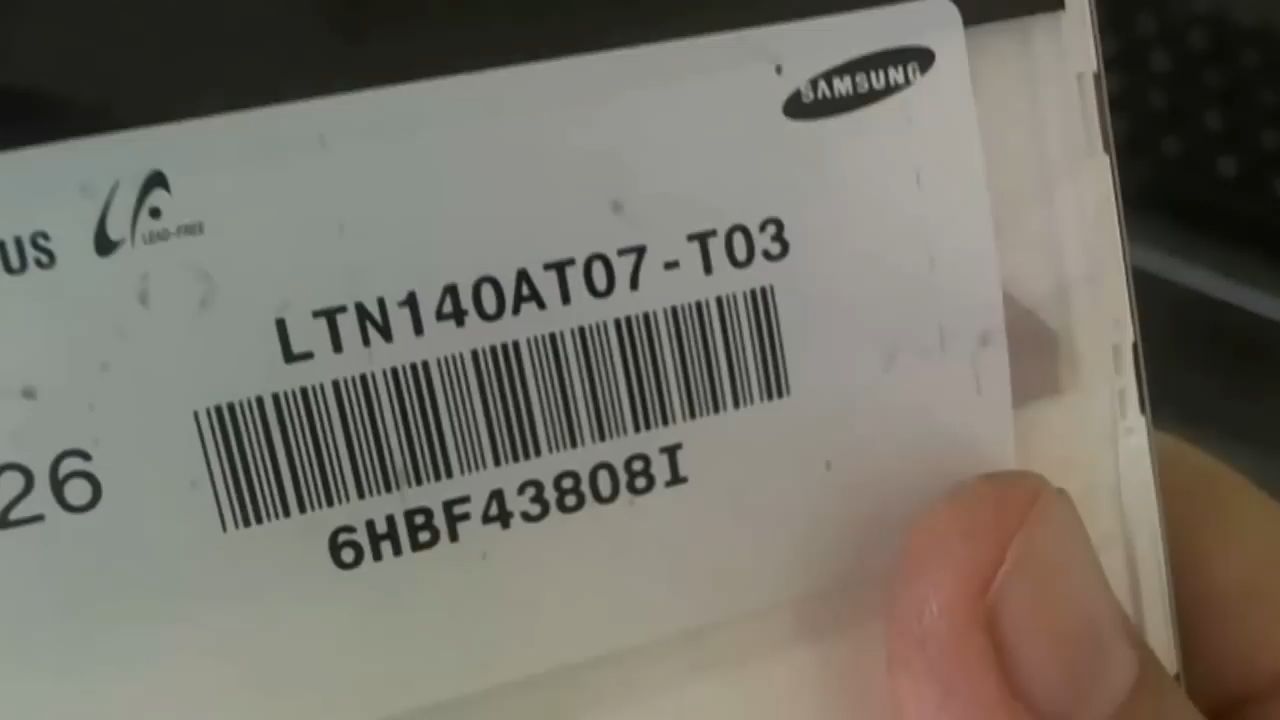 SAMSUNG
US
LEAD-FREE
LTN140AT07-T03
26
6HBF43808I